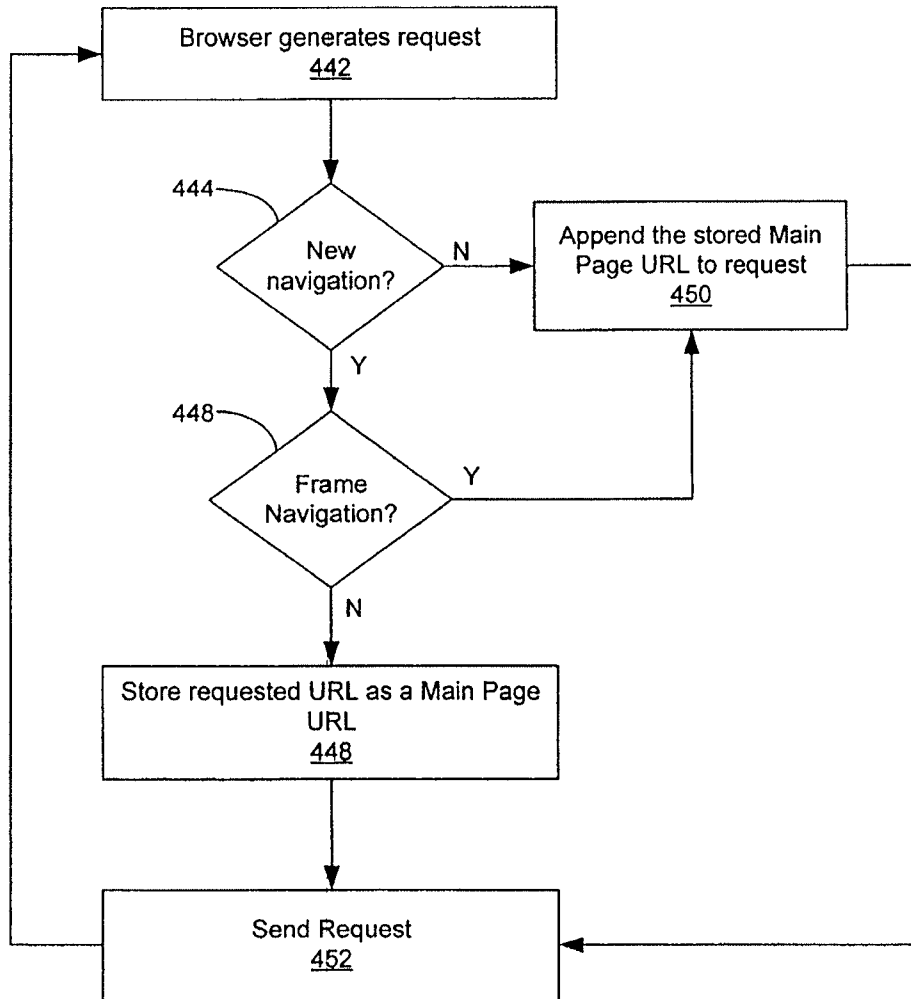 Browser generates request
442
444
New
navigation?
N
Append the stored Main
Page URL to request
450
Y
448
Frame
Navigation?
Y
N
Store requested URL as a Main Page
URL
448
Send Request
452